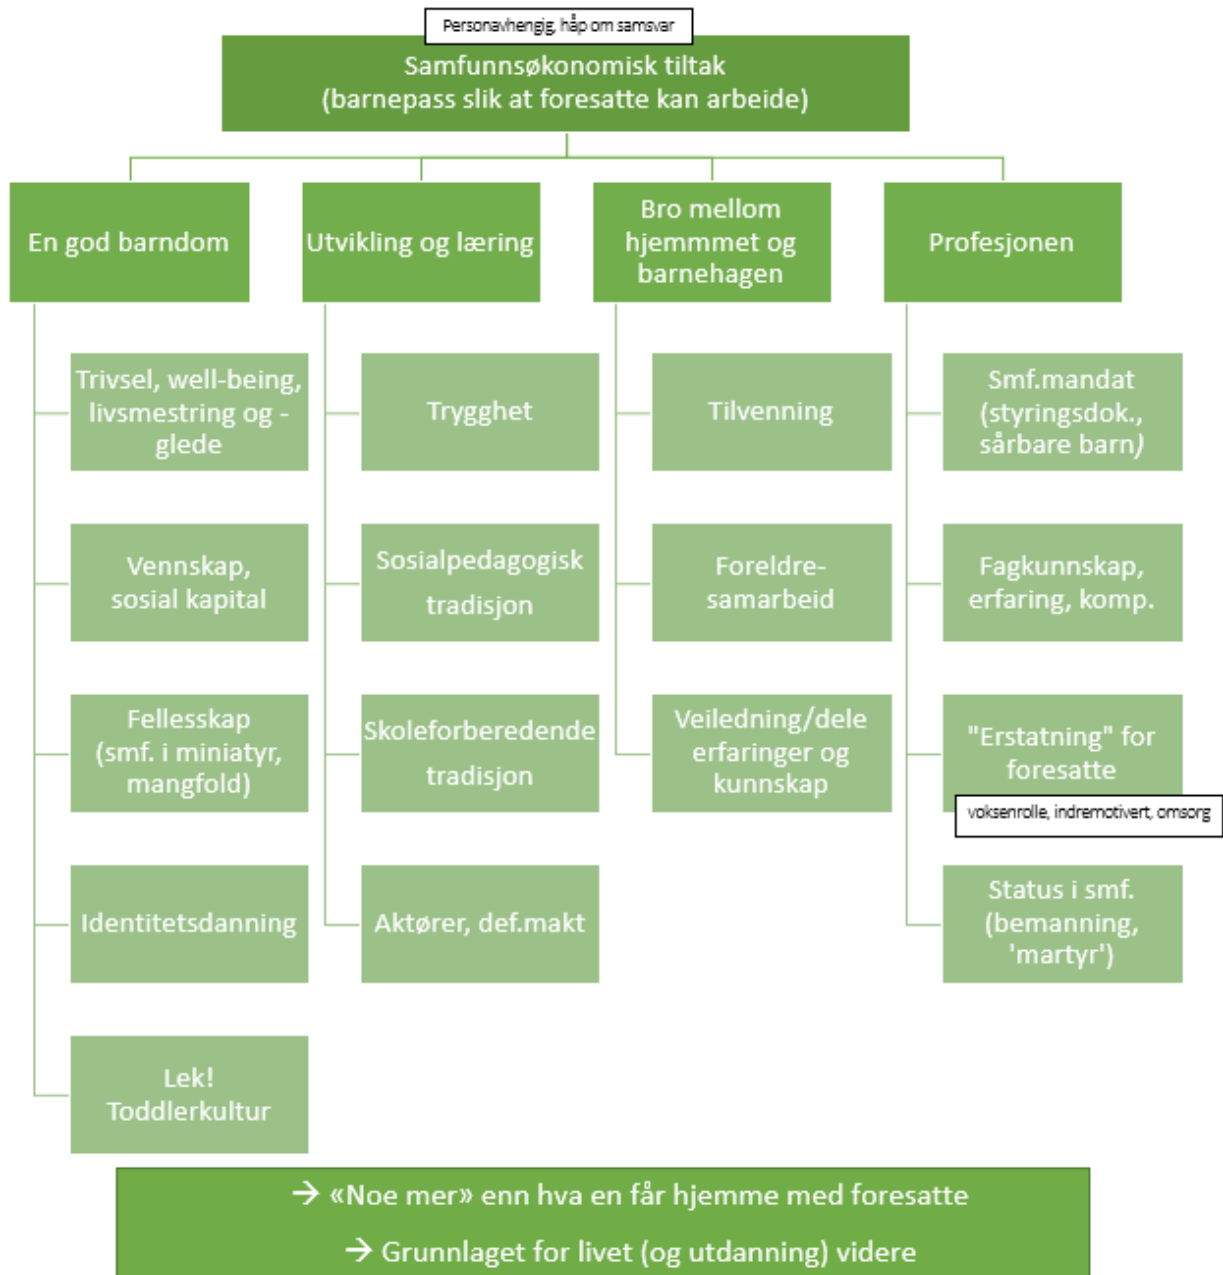 Personavhengig, håp om samsvar
Samfunnsøkonomisk tiltak
(barnepass slik at foresatte kan arbeide)
En god barndom
Utvikling og læring
Bro mellom
hjemmmet og
barnehagen
Profesjonen
Trivsel, well-being,
livsmestring og -
glede
Trygghet
Tilvenning
Smf.mandat
(styringsdok.,
sårbare barn)
Vennskap,
sosial kapital
Sosialpedagogisk
tradisjon
Foreldre-
samarbeid
Fagkunnskap,
erfaring, komp.
Fellesskap
(smf. i miniatyr,
mangfold)
Skoleforberedende
tradisjon
Veiledning/dele
erfaringer og
kunnskap
"Erstatning" for
foresatte
voksenrolle, indremotivert, omsorg
Identitetsdanning
Aktører, def.makt
Status i smf.
(bemanning,
'martyr')
Lek!
Toddlerkultur
→ «Noe mer» enn hva en får hjemme med foresatte
→ Grunnlaget for livet (og utdanning) videre